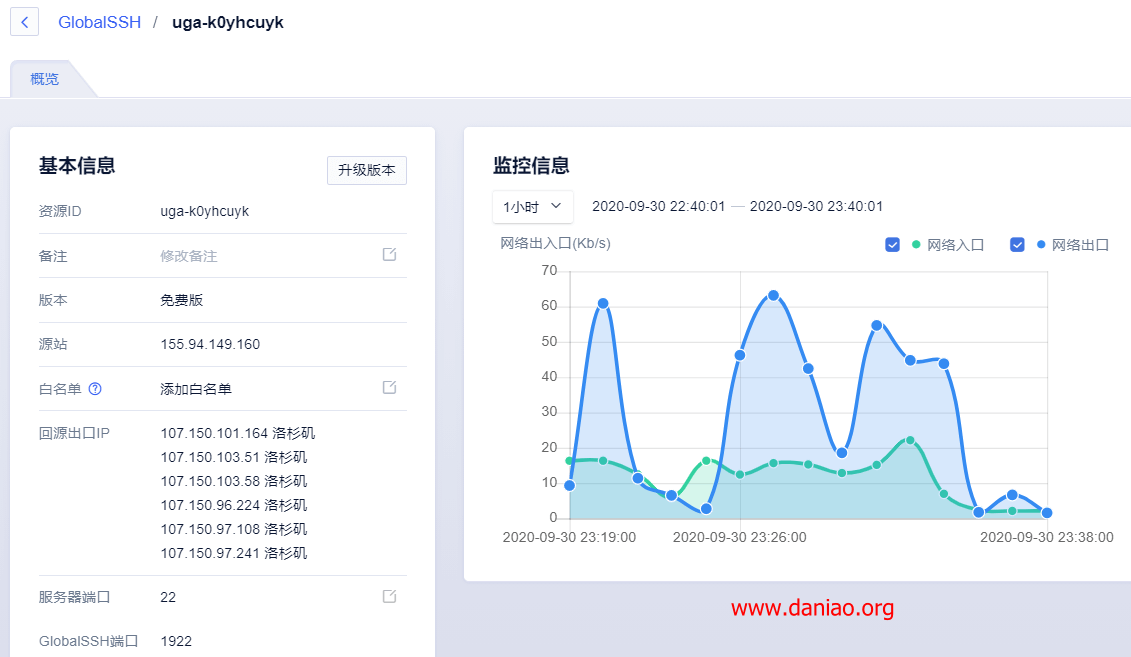 GlobalSSH / uga-k0yhcuyk
概览
基本信息
升级版本
资源ID uga-k0yhcuyk
备注 修改备注
版本 免费版
源站 155.94.149.160
白名单 ? 添加白名单
回源出口IP 107.150.101.164 洛杉矶
107.150.103.51 洛杉矶
107.150.103.58 洛杉矶
107.150.96.224 洛杉矶
107.150.97.108 洛杉矶
107.150.97.241 洛杉矶
服务器端口 22
GlobalSSH端口 1922
监控信息
1小时 2020-09-30 22:40:01 — 2020-09-30 23:40:01
网络出入口(Kb/s) 网络入口 网络出口
70
60
50
40
30
20
10
0
2020-09-30 23:19:00 2020-09-30 23:26:00 2020-09-30 23:38:00
www.daniao.org